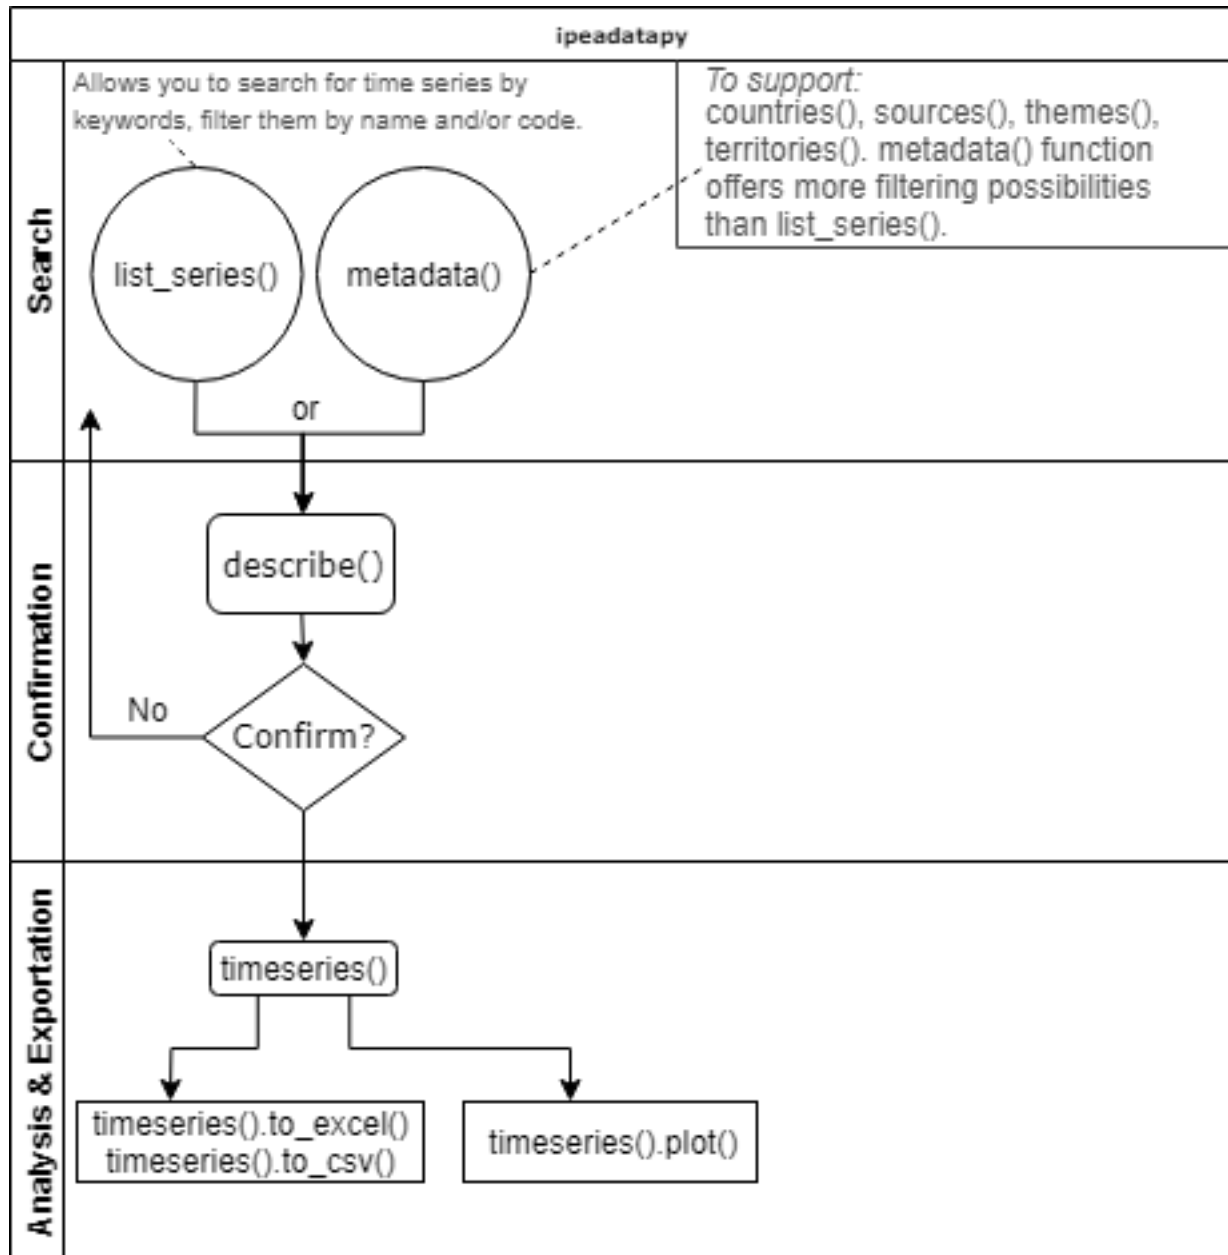 ipeadatapy
Search
Allows you to search for time series by
keywords, filter them by name and/or code.
To support:
countries(), sources(), themes(),
territories(). metadata() function
offers more filtering possibilities
than list_series().
list_series()
metadata()
or
Confirmation
describe()
No
Confirm?
Analysis & Exportation
timeseries()
timeseries().to_excel()
timeseries().to_csv()
timeseries().plot()